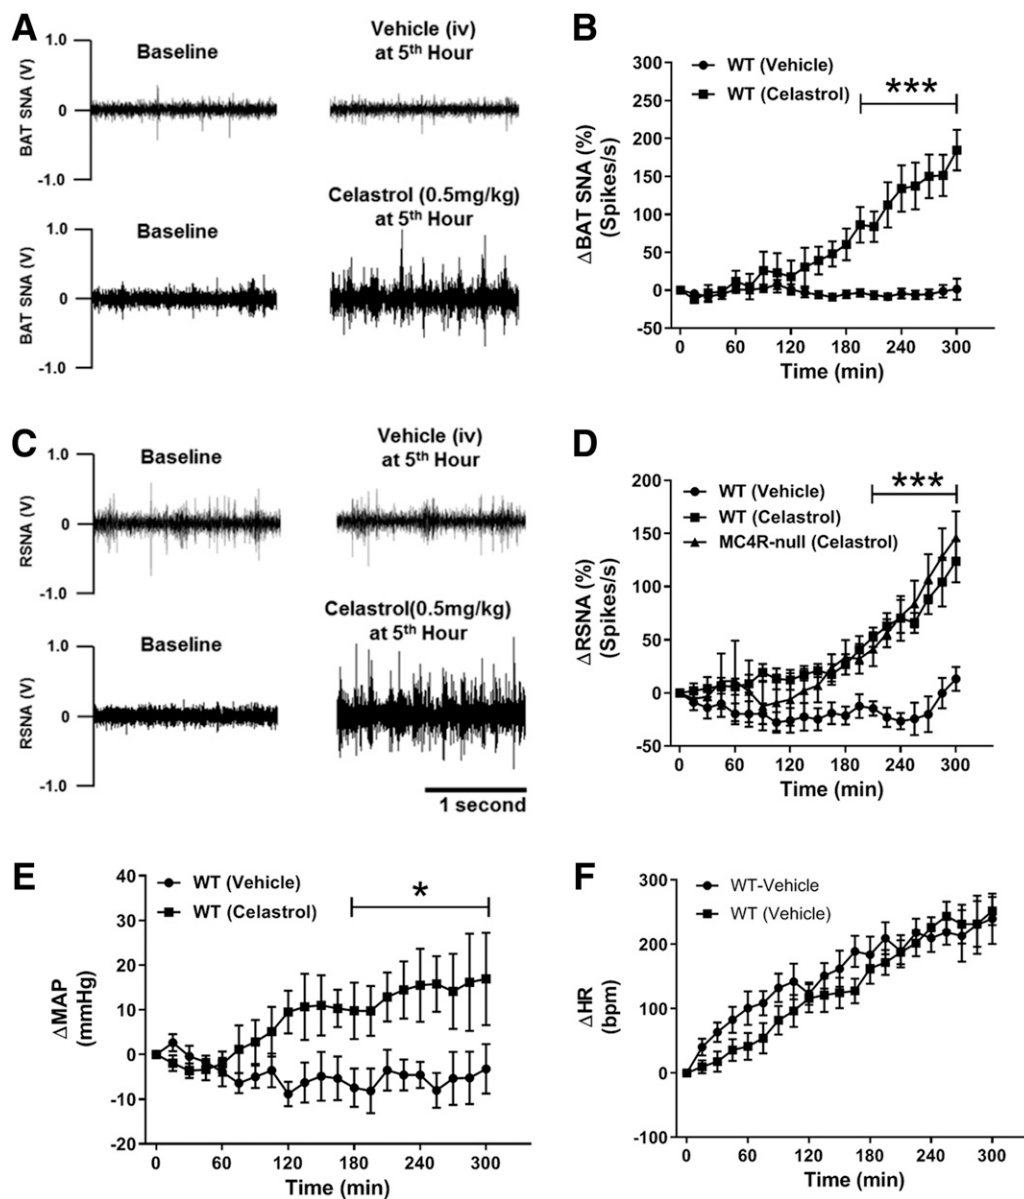 A
1.0
0
-1.0
BAT SNA (V)
Baseline
Vehicle (iv)
at 5th Hour
1.0
0
-1.0
BAT SNA (V)
Baseline
Celastrol (0.5mg/kg)
at 5th Hour
B
300
250
200
150
100
50
0
-50
ΔBAT SNA (%)
(Spikes/s)
WT (Vehicle)
WT (Celastrol)
***
0 60 120 180 240 300
Time (min)
C
1.0
0
-1.0
RSNA (V)
Baseline
Vehicle (iv)
at 5th Hour
1.0
0
-1.0
RSNA (V)
Baseline
Celastrol(0.5mg/kg)
at 5th Hour
1 second
D
200
150
100
50
0
-50
ΔRSNA (%)
(Spikes/s)
WT (Vehicle)
WT (Celastrol)
MC4R-null (Celastrol)
***
0 60 120 180 240 300
Time (min)
E
40
30
20
10
0
-10
-20
ΔMAP
(mmHg)
WT (Vehicle)
WT (Celastrol)
*
0 60 120 180 240 300
Time (min)
F
300
200
100
0
-100
ΔHR
(bpm)
WT-Vehicle
WT (Vehicle)
0 60 120 180 240 300
Time (min)